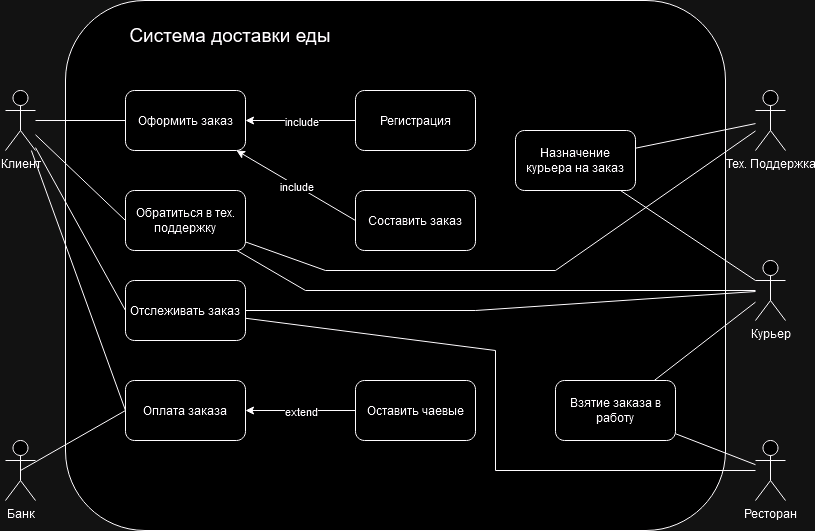 Система доставки еды
Оформить заказ
include
Регистрация
Назначение
курьера на заказ
Клиент
Тех. Поддержка
include
Обратиться в тех.
поддержку
Составить заказ
Отслеживать заказ
Курьер
Оплата заказа
extend
Оставить чаевые
Взятие заказа в
работу
Банк
Ресторан